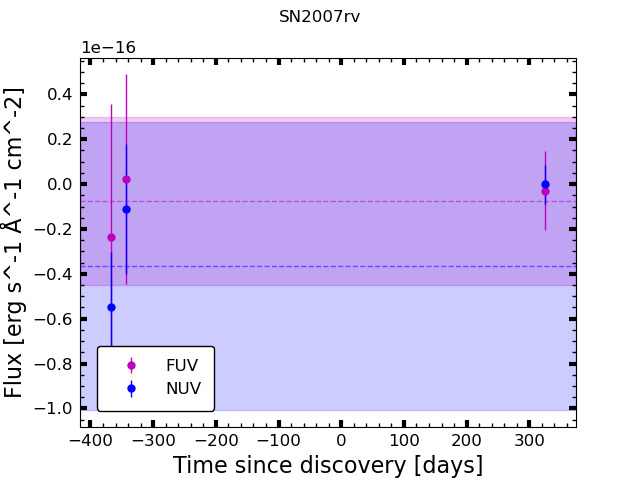 SN2007rv
1e−16
Flux [erg s^-1 Å^-1 cm^-2]
0.4
0.2
0.0
−0.2
−0.4
−0.6
−0.8
−1.0
FUV
NUV
−400 −300 −200 −100 0 100 200 300
Time since discovery [days]